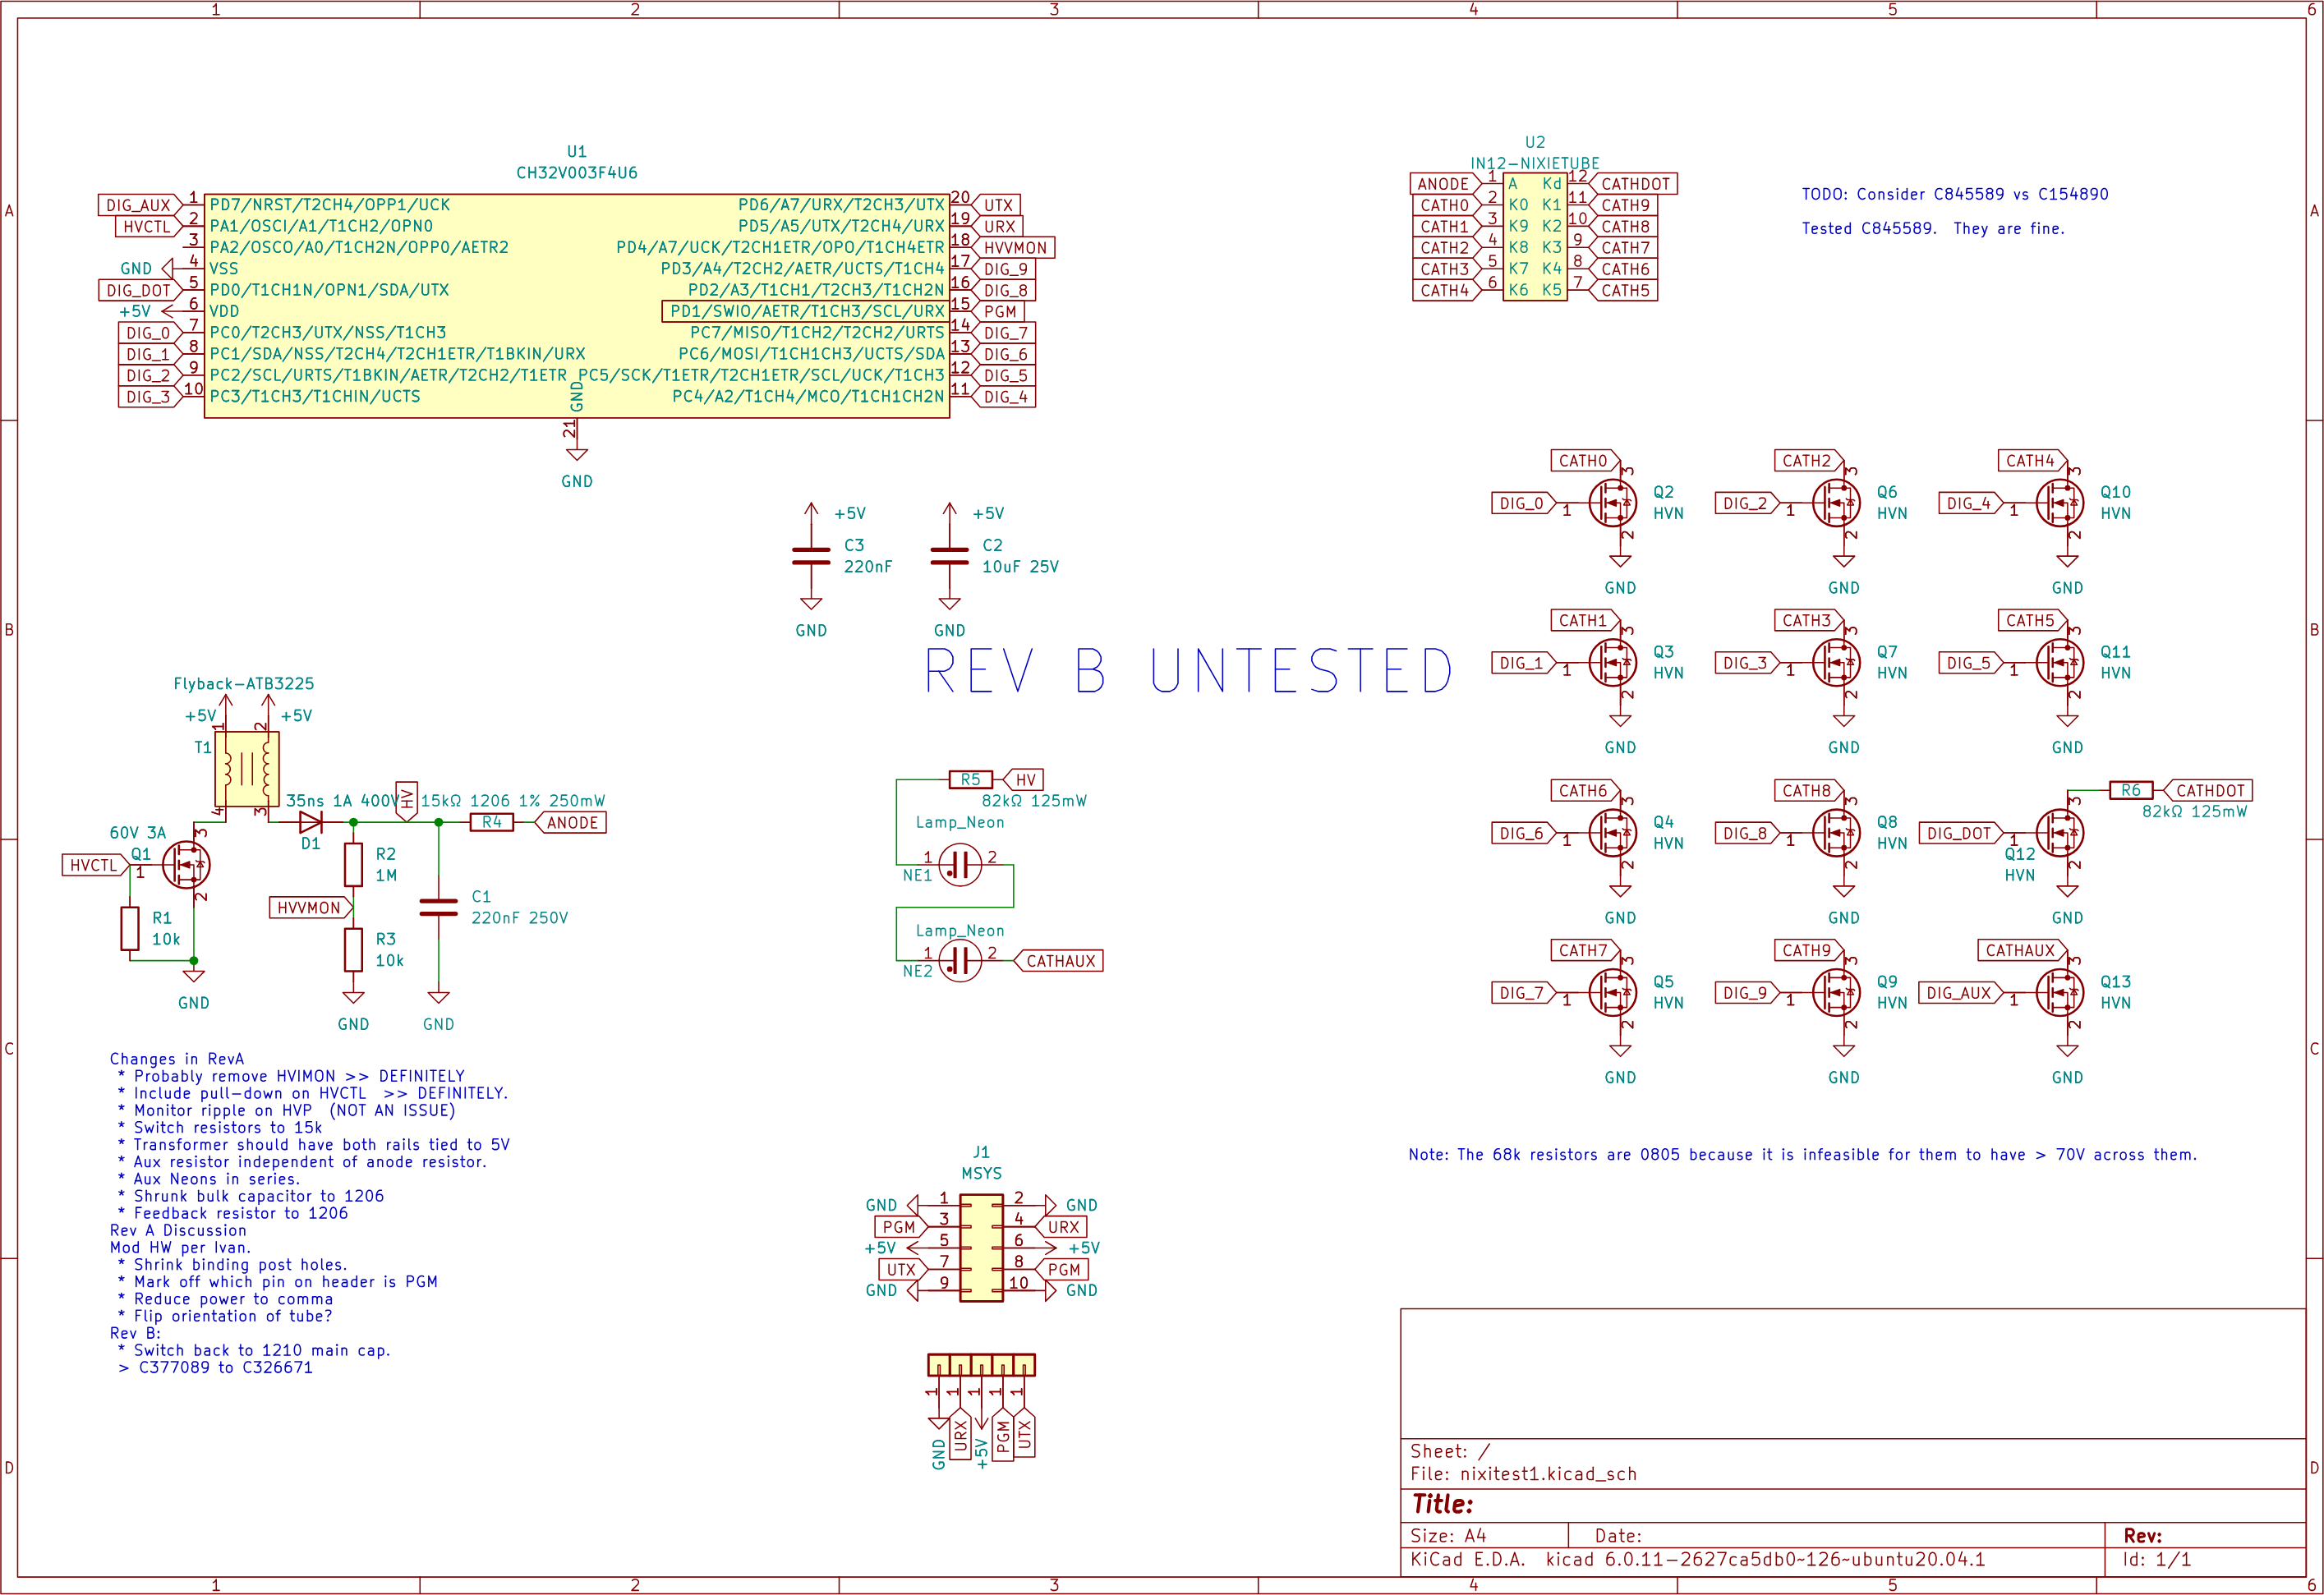 1 2 3 4 5 6
A
B
C
D
U1
CH32V003F4U6
DIG_AUX 1 PD7/NRST/T2CH4/OPP1/UCK
HVCTL 2 PA1/OSCI/A1/T1CH2/OPN0
3 PA2/OSCO/A0/T1CH2N/OPP0/AETR2
GND 4 VSS
DIG_DOT 5 PD0/T1CH1N/OPN1/SDA/UTX
+5V 6 VDD
DIG_0 7 PC0/T2CH3/UTX/NSS/T1CH3
DIG_1 8 PC1/SDA/NSS/T2CH4/T2CH1ETR/T1BKIN/URX
DIG_2 9 PC2/SCL/URTS/T1BKIN/AETR/T2CH2/T1ETR
DIG_3 10 PC3/T1CH3/T1CHIN/UCTS
PD6/A7/URX/T2CH3/UTX 20 UTX
PD5/A5/UTX/T2CH4/URX 19 URX
PD4/A7/UCK/T2CH1ETR/OPO/T1CH4ETR 18 HVVMON
PD3/A4/T2CH2/AETR/UCTS/T1CH4 17 DIG_9
PD2/A3/T1CH1/T2CH3/T1CH2N 16 DIG_8
PD1/SWIO/AETR/T1CH3/SCL/URX 15 PGM
PC7/MISO/T1CH2/T2CH2/URTS 14 DIG_7
PC6/MOSI/T1CH1CH3/UCTS/SDA 13 DIG_6
PC5/SCK/T1ETR/T2CH1ETR/SCL/UCK/T1CH3 12 DIG_5
PC4/A2/T1CH4/MCO/T1CH1CH2N 11 DIG_4
GND
21
GND
U2
IN12-NIXIETUBE
ANODE 1 A Kd 12 CATHDOT
CATH0 2 K0 K1 11 CATH9
CATH1 3 K9 K2 10 CATH8
CATH2 4 K8 K3 9 CATH7
CATH3 5 K7 K4 8 CATH6
CATH4 6 K6 K5 7 CATH5
TODO: Consider C845589 vs C154890
Tested C845589.  They are fine.
+5V
C3
220nF
GND
+5V
C2
10uF 25V
GND
REV B UNTESTED
CATH0 3
DIG_0 1
Q2
HVN
2
GND
CATH2 3
DIG_2 1
Q6
HVN
2
GND
CATH4 3
DIG_4 1
Q10
HVN
2
GND
CATH1 3
DIG_1 1
Q3
HVN
2
GND
CATH3 3
DIG_3 1
Q7
HVN
2
GND
CATH5 3
DIG_5 1
Q11
HVN
2
GND
CATH6 3
DIG_6 1
Q4
HVN
2
GND
CATH8 3
DIG_8 1
Q8
HVN
2
GND
R6
CATHDOT
82kΩ 125mW
3
DIG_DOT 1
Q12
HVN
2
GND
CATH7 3
DIG_7 1
Q5
HVN
2
GND
CATH9 3
DIG_9 1
Q9
HVN
2
GND
CATHAUX 3
DIG_AUX 1
Q13
HVN
2
GND
Note: The 68k resistors are 0805 because it is infeasible for them to have > 70V across them.
Flyback-ATB3225
+5V +5V
1 2
T1
4 3
35ns 1A 400V
D1
HV
15kΩ 1206 1% 250mW
R4
ANODE
60V 3A
Q1
3
HVCTL 1
2
R1
10k
GND
R2
1M
HVVMON
R3
10k
GND
C1
220nF 250V
GND
R5
HV
82kΩ 125mW
Lamp_Neon
1 2
NE1
Lamp_Neon
1 2
NE2
CATHAUX
Changes in RevA
* Probably remove HVIMON >> DEFINITELY
* Include pull-down on HVCTL  >> DEFINITELY.
* Monitor ripple on HVP  (NOT AN ISSUE)
* Switch resistors to 15k
* Transformer should have both rails tied to 5V
* Aux resistor independent of anode resistor.
* Aux Neons in series.
* Shrunk bulk capacitor to 1206
* Feedback resistor to 1206
Rev A Discussion
Mod HW per Ivan.
* Shrink binding post holes.
* Mark off which pin on header is PGM
* Reduce power to comma
* Flip orientation of tube?
Rev B:
* Switch back to 1210 main cap.
> C377089 to C326671
J1
MSYS
GND 1 2 GND
PGM 3 4 URX
+5V 5 6 +5V
UTX 7 8 PGM
GND 9 10 GND
1 1 1 1 1
GND URX +5V PGM UTX
Sheet: /
File: nixitest1.kicad_sch
Title:
Size: A4 Date: Rev:
KiCad E.D.A.  kicad 6.0.11-2627ca5db0~126~ubuntu20.04.1 Id: 1/1
A
B
C
D
1 2 3 4 5 6